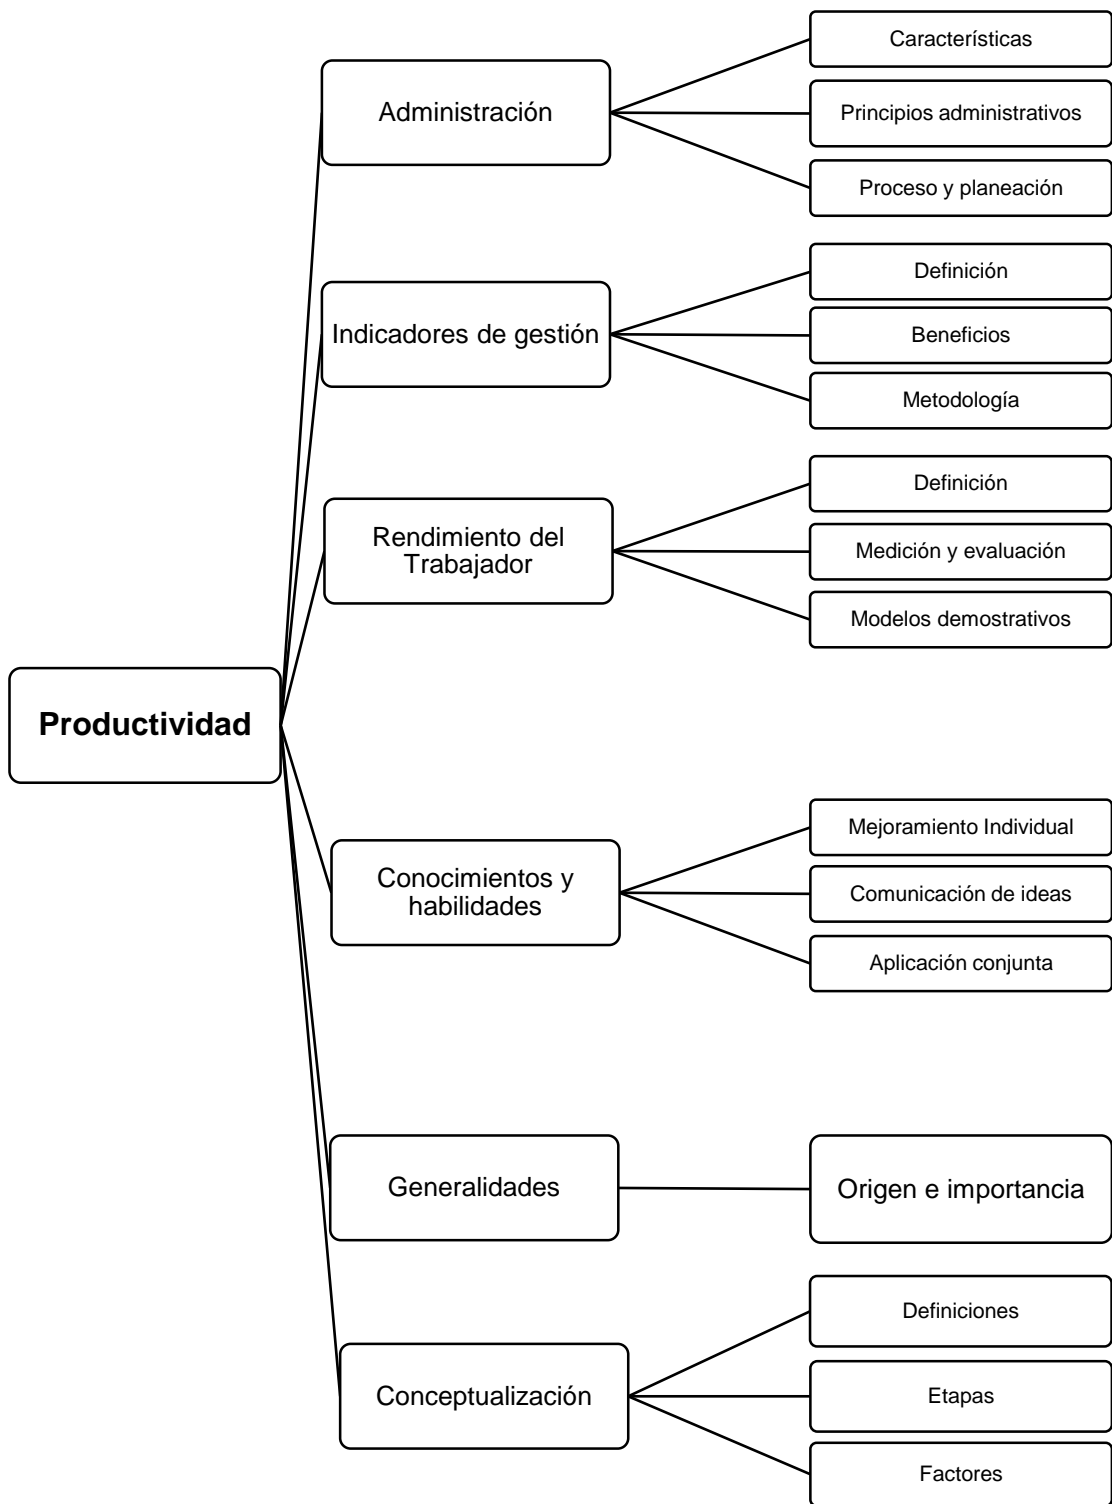 Productividad
Administración
Características
Principios administrativos
Proceso y planeación
Indicadores de gestión
Definición
Beneficios
Metodología
Rendimiento del
Trabajador
Definición
Medición y evaluación
Modelos demostrativos
Conocimientos y
habilidades
Mejoramiento Individual
Comunicación de ideas
Aplicación conjunta
Generalidades
Origen e importancia
Conceptualización
Definiciones
Etapas
Factores